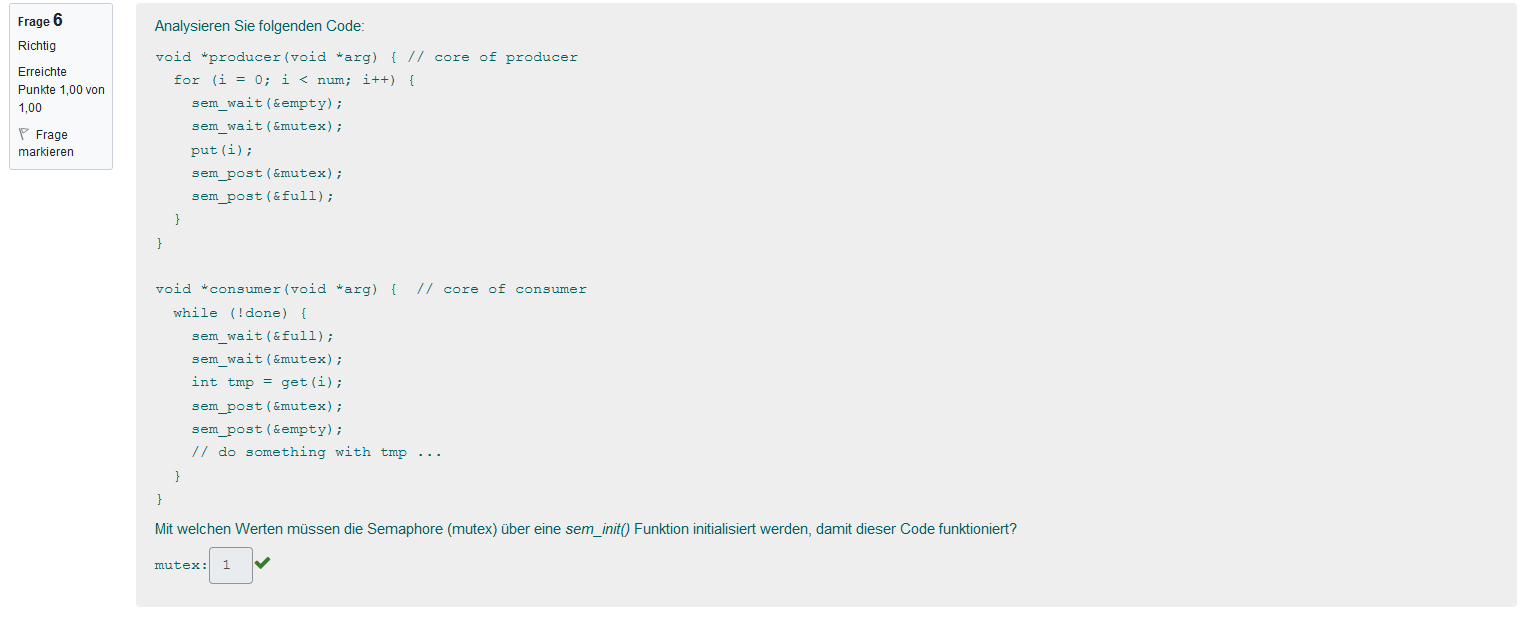 Frage 6
Richtig
Erreichte
Punkte 1,00 von
1,00
Frage
markieren
Analysieren Sie folgenden Code:
void *producer(void *arg) { // core of producer
  for (i = 0; i < num; i++) {
    sem_wait(&empty);
    sem_wait(&mutex);
    put(i);
    sem_post(&mutex);
    sem_post(&full);
  }
}
void *consumer(void *arg) {  // core of consumer
  while (!done) {
    sem_wait(&full);
    sem_wait(&mutex);
    int tmp = get(i);
    sem_post(&mutex);
    sem_post(&empty);
    // do something with tmp ...
  }
}
Mit welchen Werten müssen die Semaphore (mutex) über eine sem_init() Funktion initialisiert werden, damit dieser Code funktioniert?
mutex: 1